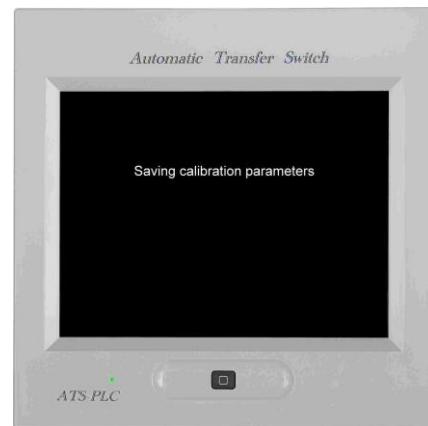 Automatic Transfer Switch
Saving calibration parameters
ATS PLC